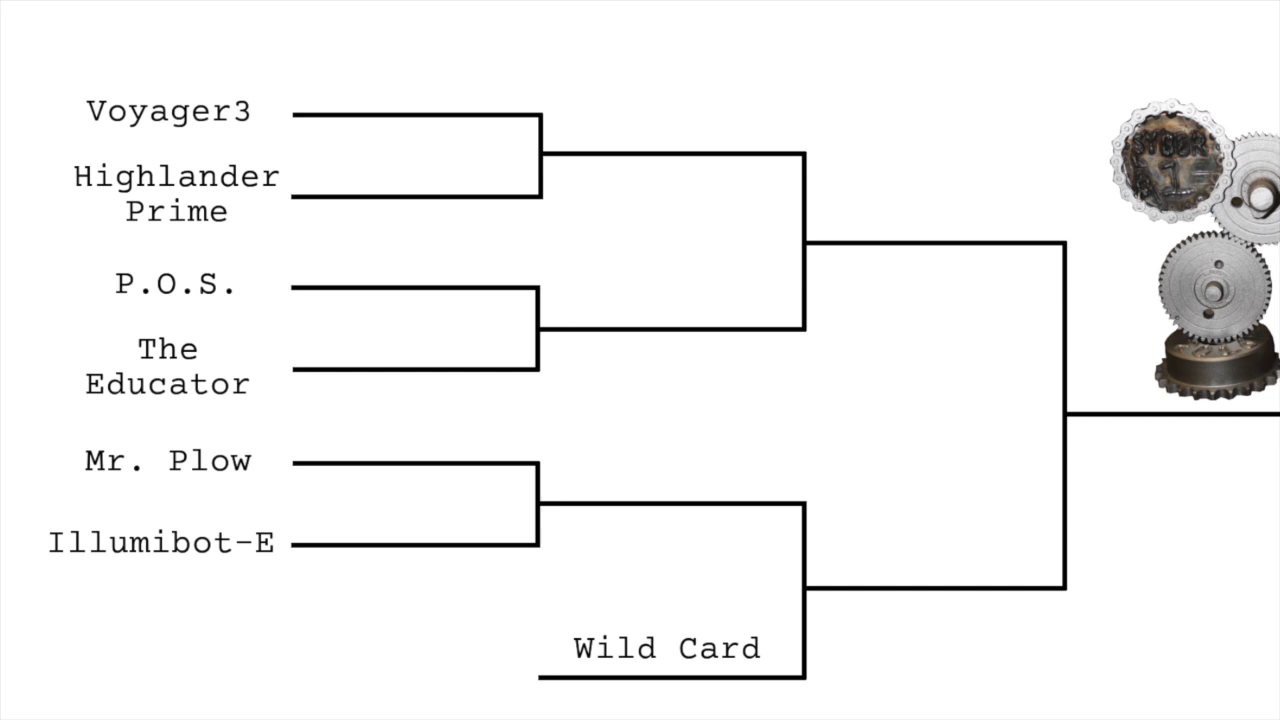 Voyager3
Highlander
Prime
P.O.S.
The
Educator
Mr. Plow
Illumibot-E
Wild Card